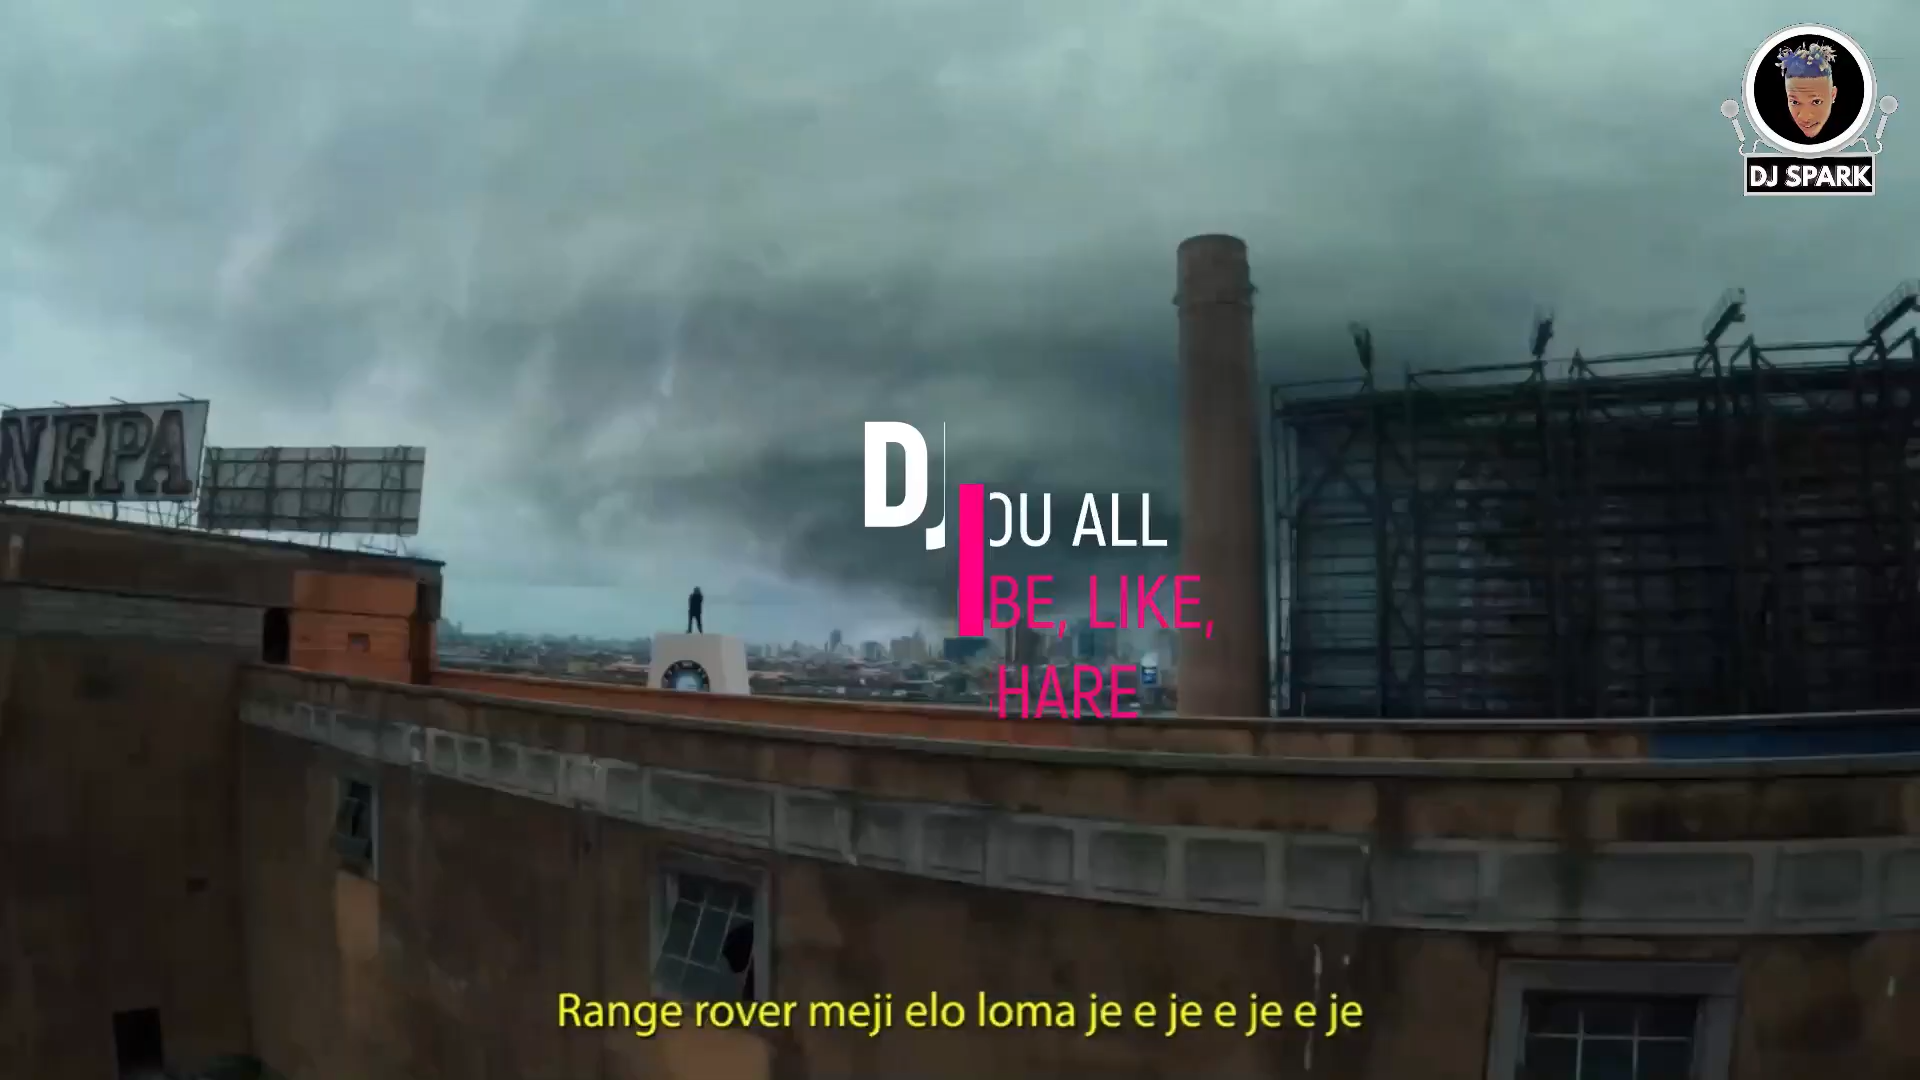 DJ SPARK
NEPA
DJ
OU ALL
BE, LIKE,
HARE
Range rover meji elo loma je e je e je e je